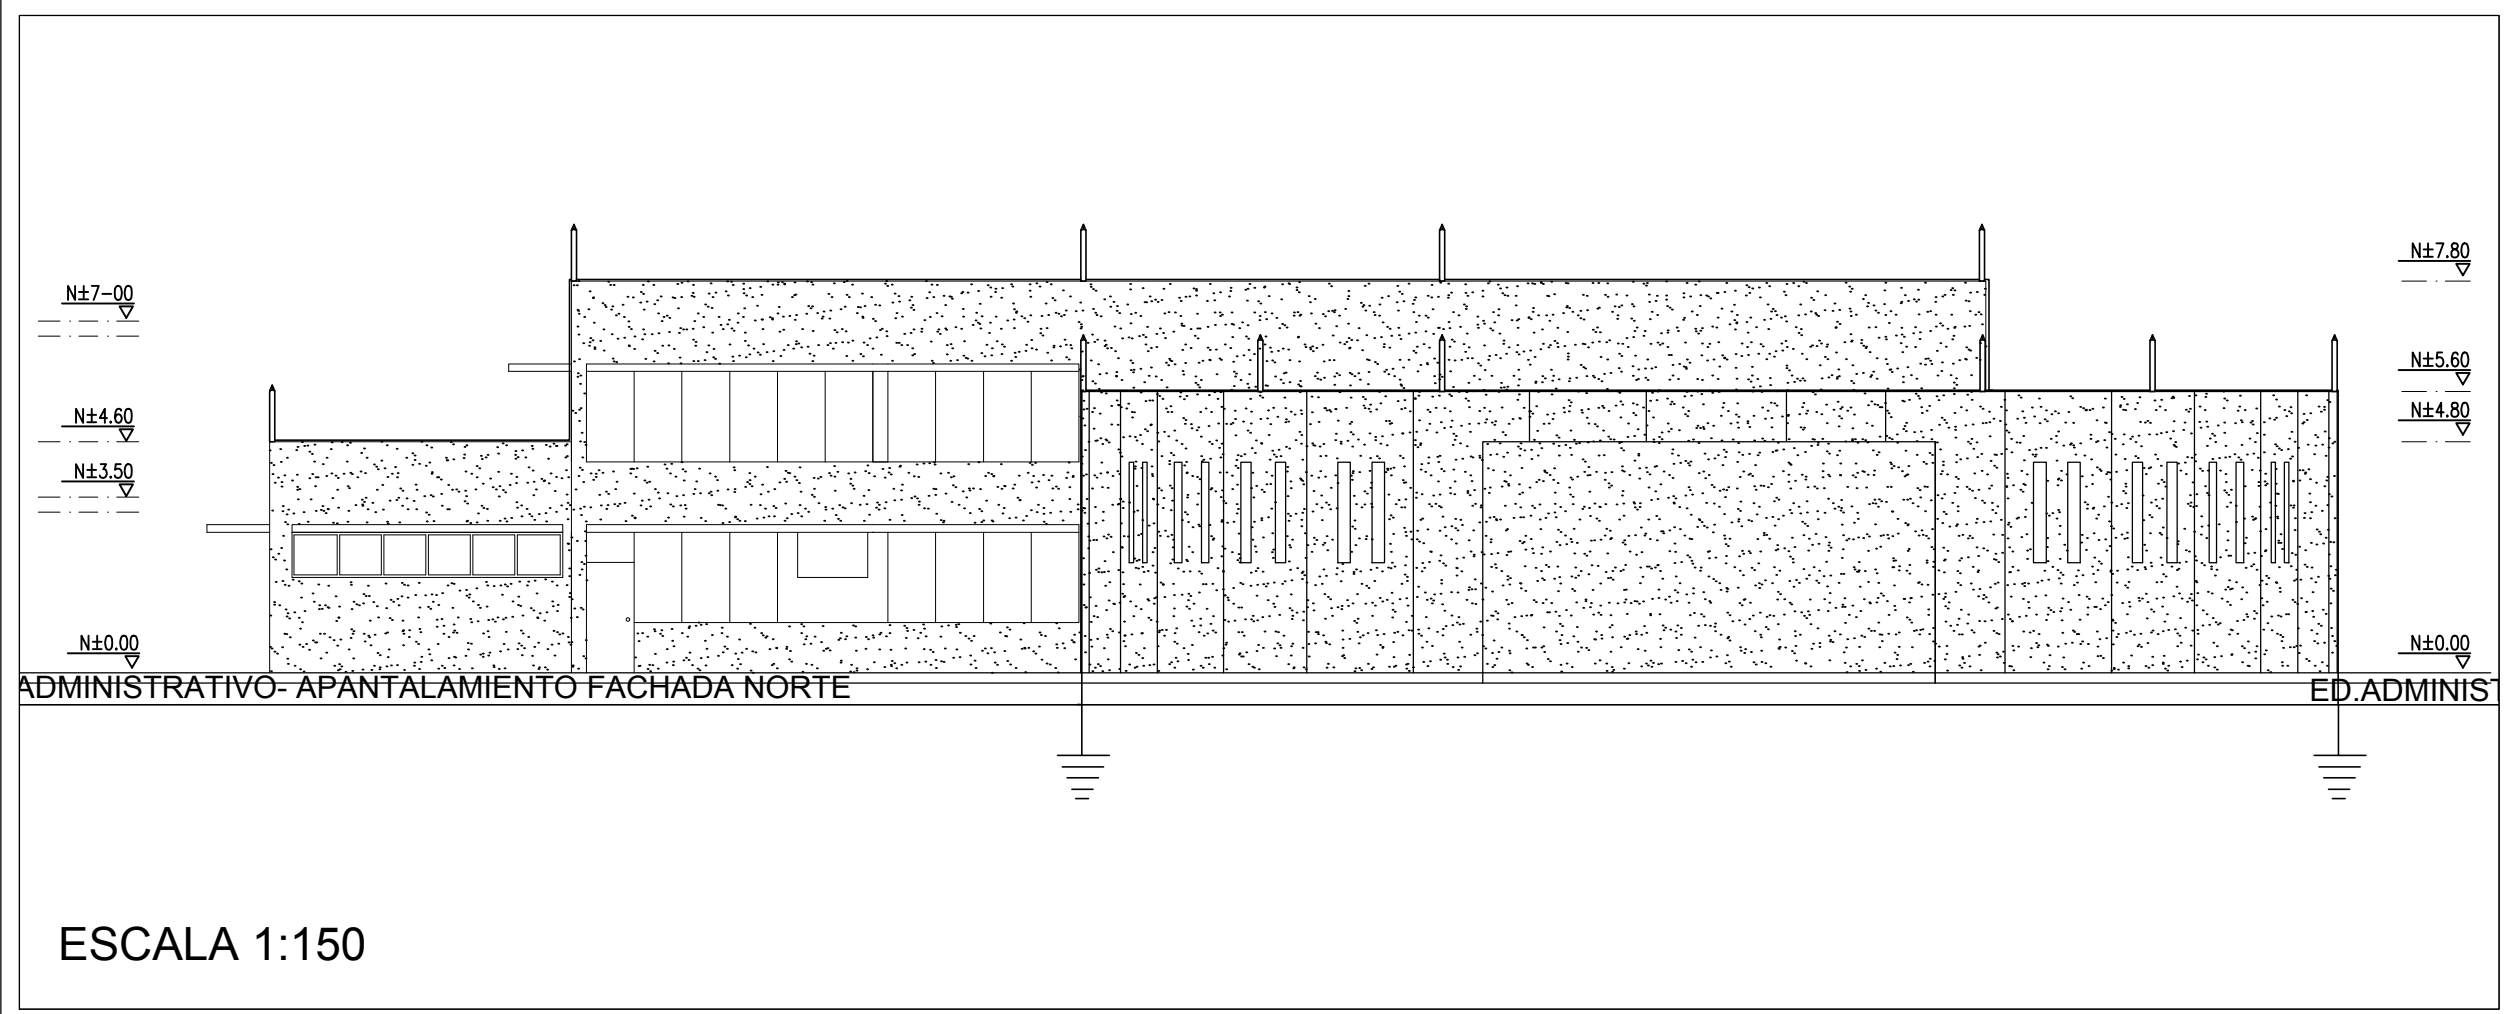 N±7.80
N±7-00
N±5.60
N±4.80
N±4.60
N±3.50
N±0.00
N±0.00
ADMINISTRATIVO- APANTALAMIENTO FACHADA NORTE
ED.ADMINIST
ESCALA 1:150